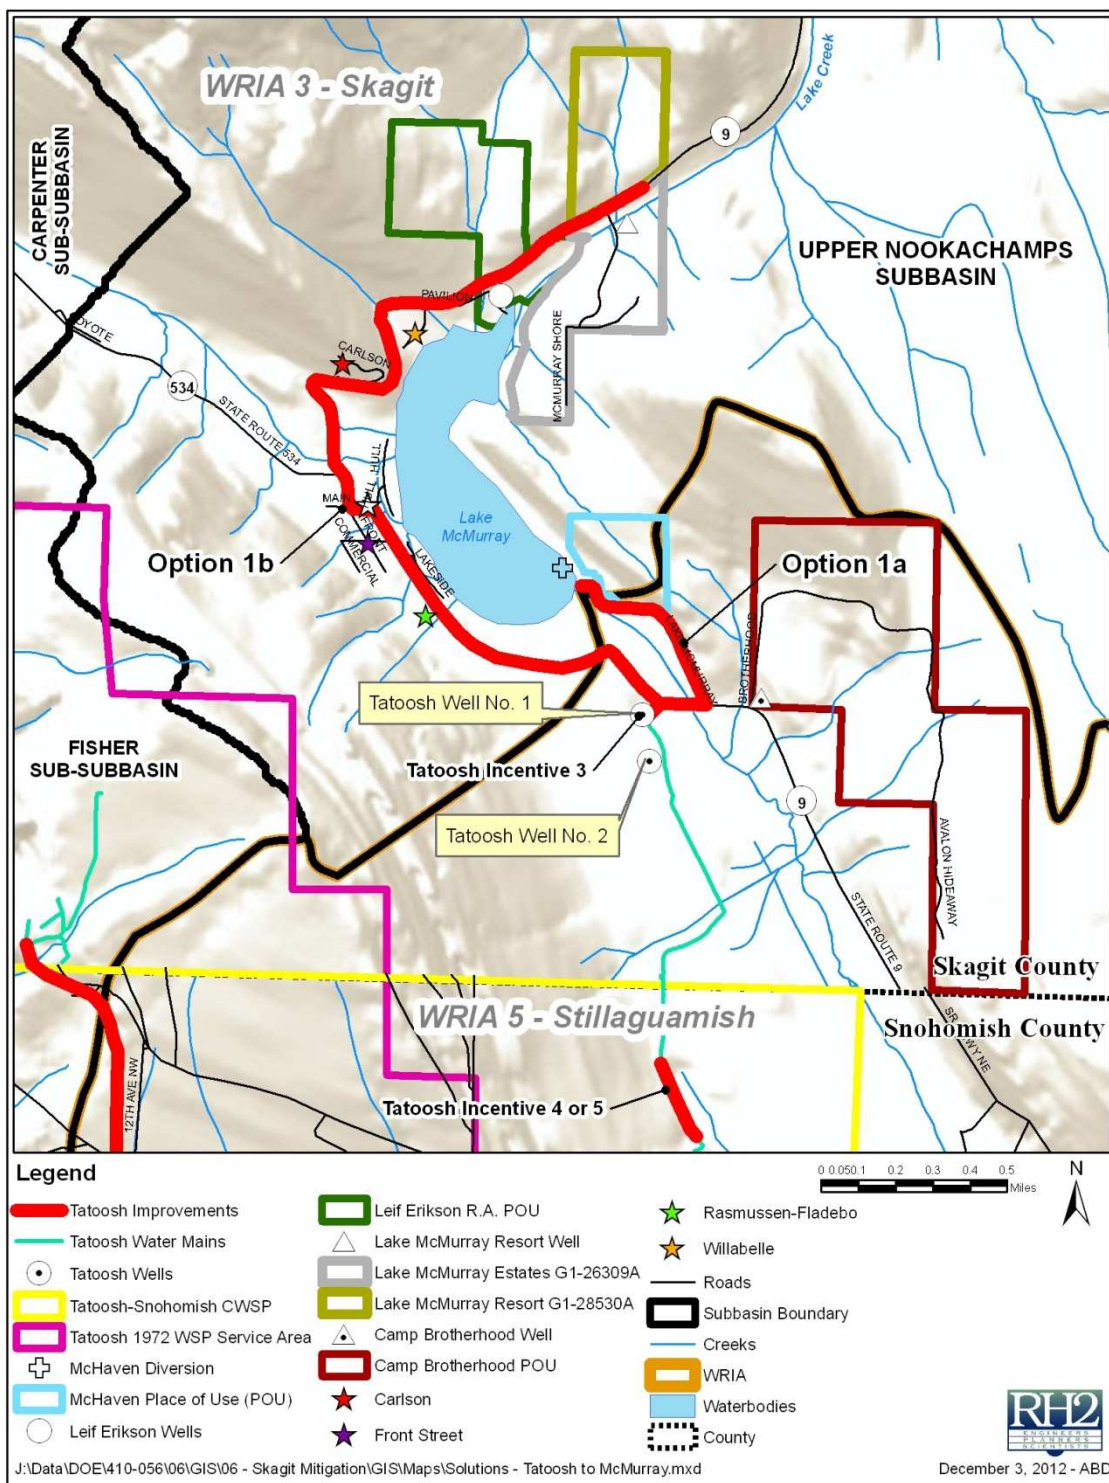 WRIA 3 - Skagit
Lake Creek
9
CARPENTER
SUB-SUBBASIN
UPPER NOOKACHAMPS
SUBBASIN
PAVILION
OYOTE
CARLSON
MCMURRAY SHORE
534
STATE ROUTE 534
HILL
MAIN
FRONT
COMMERCIAL
LAKESIDE
Lake
McMurray
Option 1b
Option 1a
LAKE MCMURRAY
BROTHERHOOD
Tatoosh Well No. 1
FISHER
SUB-SUBBASIN
Tatoosh Incentive 3
Tatoosh Well No. 2
9
AVALON HIDEAWAY
STATE ROUTE 9
Skagit County
WRIA 5 - Stillaguamish
Snohomish County
12TH AVE NW
Tatoosh Incentive 4 or 5
Legend
0 0.050.1 0.2 0.3 0.4 0.5
Miles
N
Tatoosh Improvements
Tatoosh Water Mains
Tatoosh Wells
Tatoosh-Snohomish CWSP
Tatoosh 1972 WSP Service Area
McHaven Diversion
McHaven Place of Use (POU)
Leif Erikson Wells
Leif Erikson R.A. POU
Lake McMurray Resort Well
Lake McMurray Estates G1-26309A
Lake McMurray Resort G1-28530A
Camp Brotherhood Well
Camp Brotherhood POU
Carlson
Front Street
Rasmussen-Fladebo
Willabelle
Roads
Subbasin Boundary
Creeks
WRIA
Waterbodies
County
RH2
ENGINEERS
PLANNERS
SCIENTISTS
J:\Data\DOE\410-056\06\GIS\06 - Skagit Mitigation\GIS\Maps\Solutions - Tatoosh to McMurray.mxd
December 3, 2012 - ABD